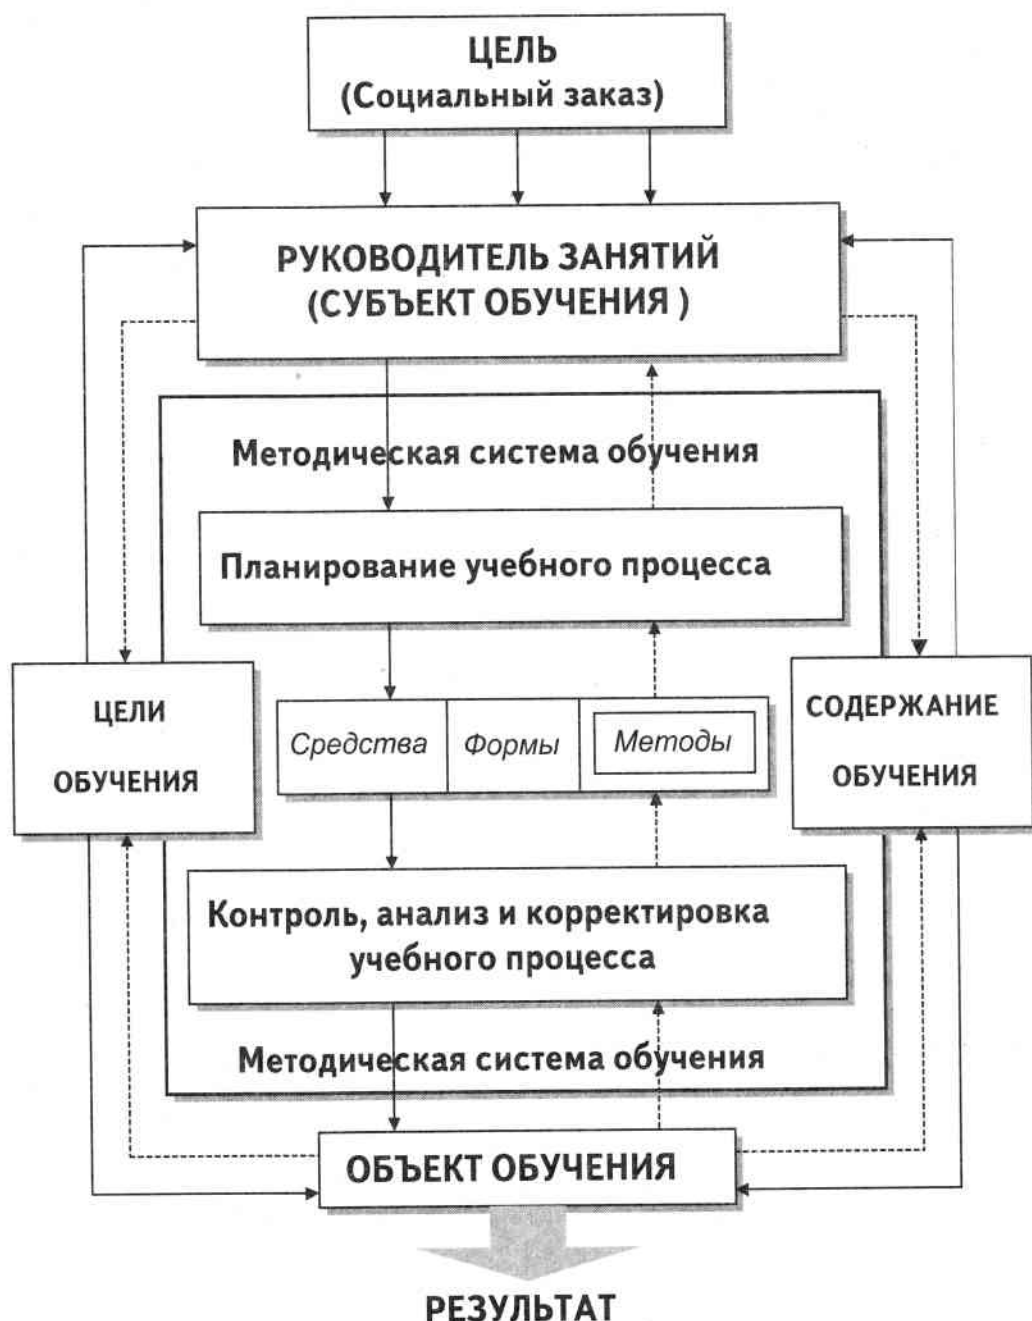 ЦЕЛЬ
(Социальный заказ)
РУКОВОДИТЕЛЬ ЗАНЯТИЙ
(СУБЪЕКТ ОБУЧЕНИЯ )
Методическая система обучения
Планирование учебного процесса
ЦЕЛИ
ОБУЧЕНИЯ
Средства
Формы
Методы
СОДЕРЖАНИЕ
ОБУЧЕНИЯ
Контроль, анализ и корректировка
учебного процесса
Методическая система обучения
ОБЪЕКТ ОБУЧЕНИЯ
РЕЗУЛЬТАТ